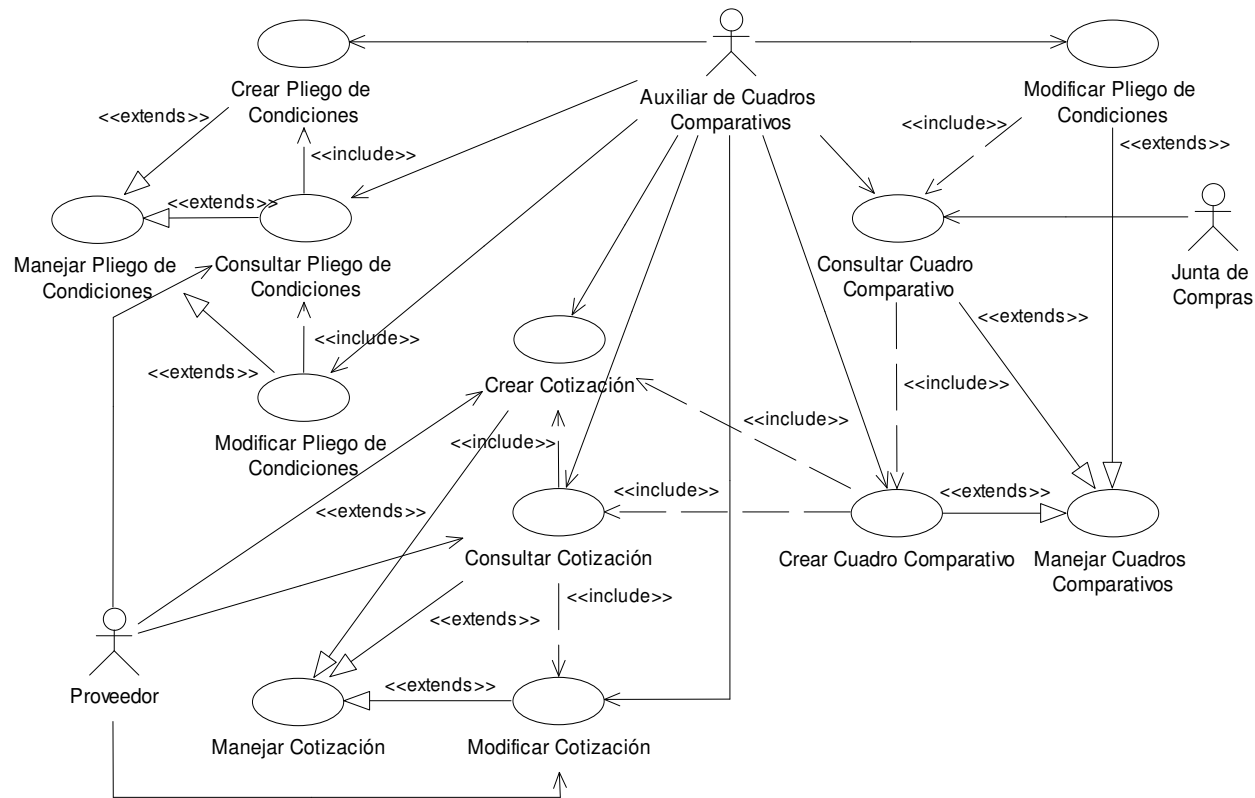 Crear Pliego de
Condiciones
Auxiliar de Cuadros
Comparativos
Modificar Pliego de
Condiciones
<<extends>>
<<include>>
<<include>>
<<extends>>
<<extends>>
Manejar Pliego de
Condiciones
Consultar Pliego de
Condiciones
Consultar Cuadro
Comparativo
Junta de
Compras
<<include>>
<<extends>>
<<extends>>
Crear Cotización
<<include>>
Modificar Pliego de
Condiciones
<<include>>
<<include>>
<<extends>>
<<include>>
<<extends>>
Consultar Cotización
Crear Cuadro Comparativo
Manejar Cuadros
Comparativos
<<include>>
<<extends>>
Proveedor
<<extends>>
Manejar Cotización
Modificar Cotización